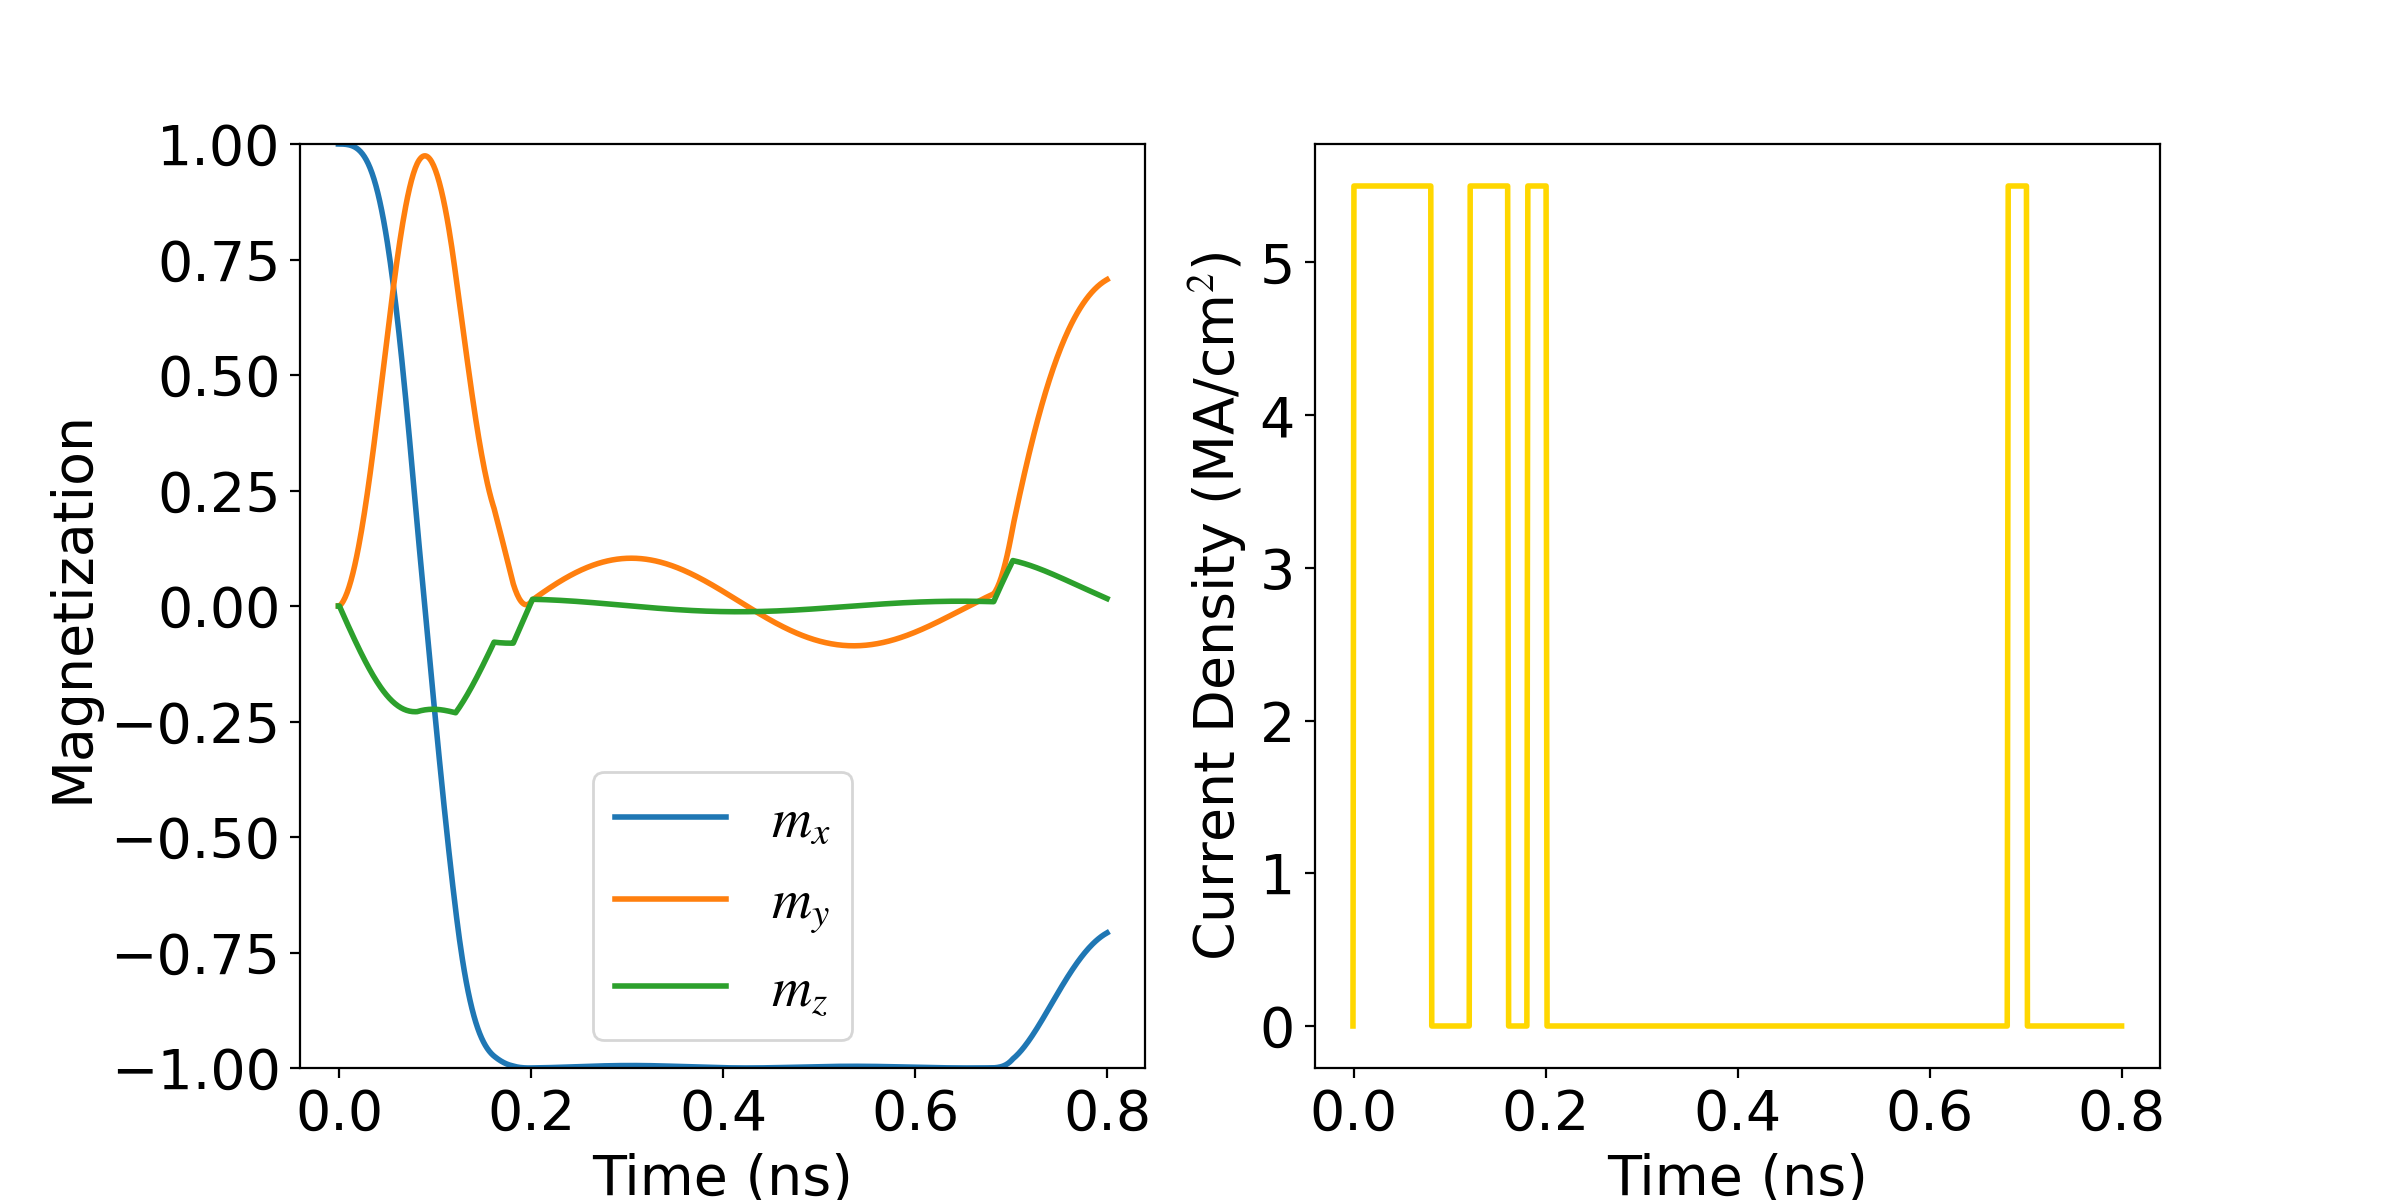 Magnetization
1.00
0.75
0.50
0.25
0.00
−0.25
−0.50
−0.75
−1.00
0.0 0.2 0.4 0.6 0.8
Time (ns)
m_x
m_y
m_z
Current Density (MA/cm²)
5
4
3
2
1
0
0.0 0.2 0.4 0.6 0.8
Time (ns)